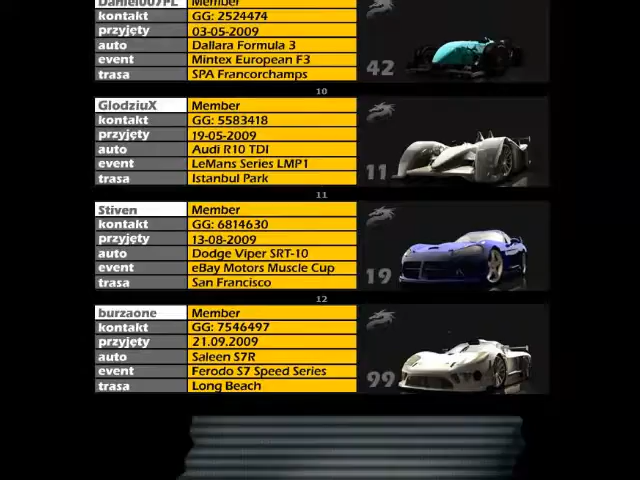 Daniel007PL Member
kontakt GG: 2524474
przyjęty 03-05-2009
auto Dallara Formula 3
event Mintex European F3
trasa SPA Francorchamps
42
10
GlodziuX Member
kontakt GG: 5583418
przyjęty 19-05-2009
auto Audi R10 TDI
event LeMans Series LMP1
trasa Istanbul Park
11
11
Stiven Member
kontakt GG: 6814630
przyjęty 13-08-2009
auto Dodge Viper SRT-10
event eBay Motors Muscle Cup
trasa San Francisco
19
12
burzaone Member
kontakt GG: 7546497
przyjęty 21.09.2009
auto Saleen S7R
event Ferodo S7 Speed Series
trasa Long Beach
99